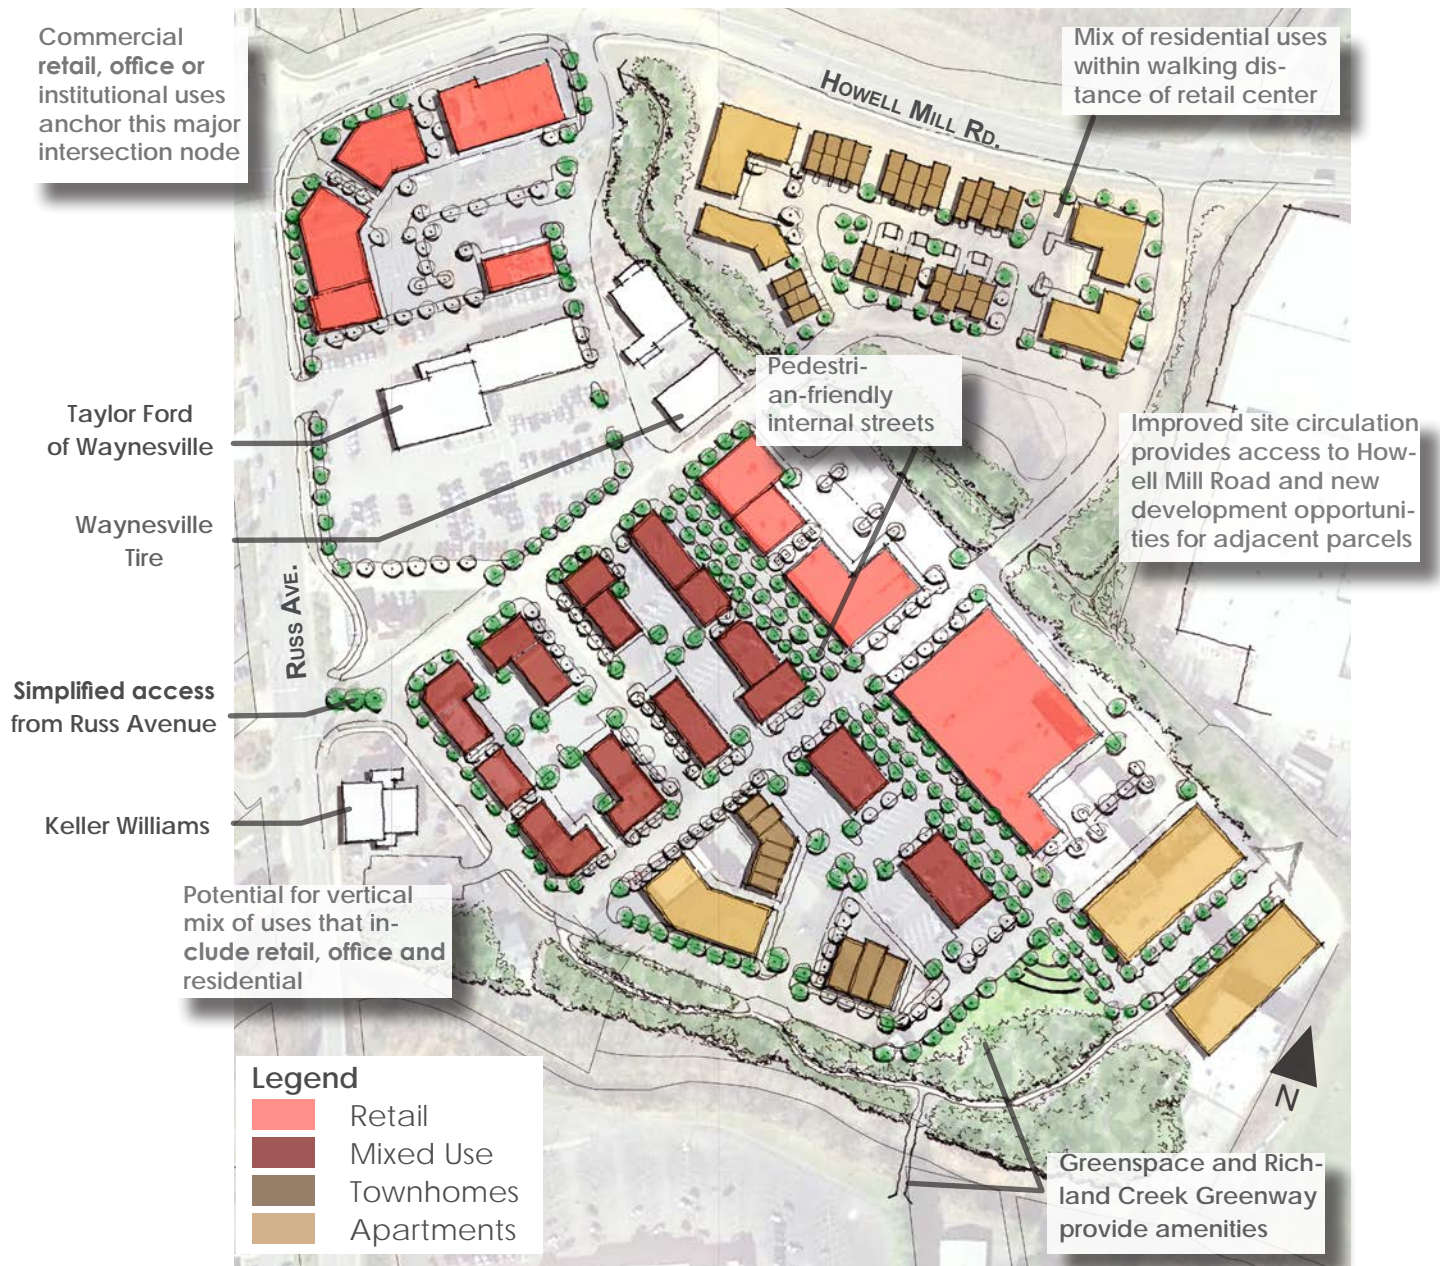 Commercial
retail, office or
institutional uses
anchor this major
intersection node
Mix of residential uses
within walking dis-
tance of retail center
HOWELL MILL RD.
Pedestri-
an-friendly
internal streets
Taylor Ford
of Waynesville
Improved site circulation
provides access to How-
ell Mill Road and new
development opportuni-
ties for adjacent parcels
Waynesville
Tire
RUSS AVE.
Simplified access
from Russ Avenue
Keller Williams
Potential for vertical
mix of uses that in-
clude retail, office and
residential
Legend
Retail
Mixed Use
Townhomes
Apartments
N
Greenspace and Rich-
land Creek Greenway
provide amenities